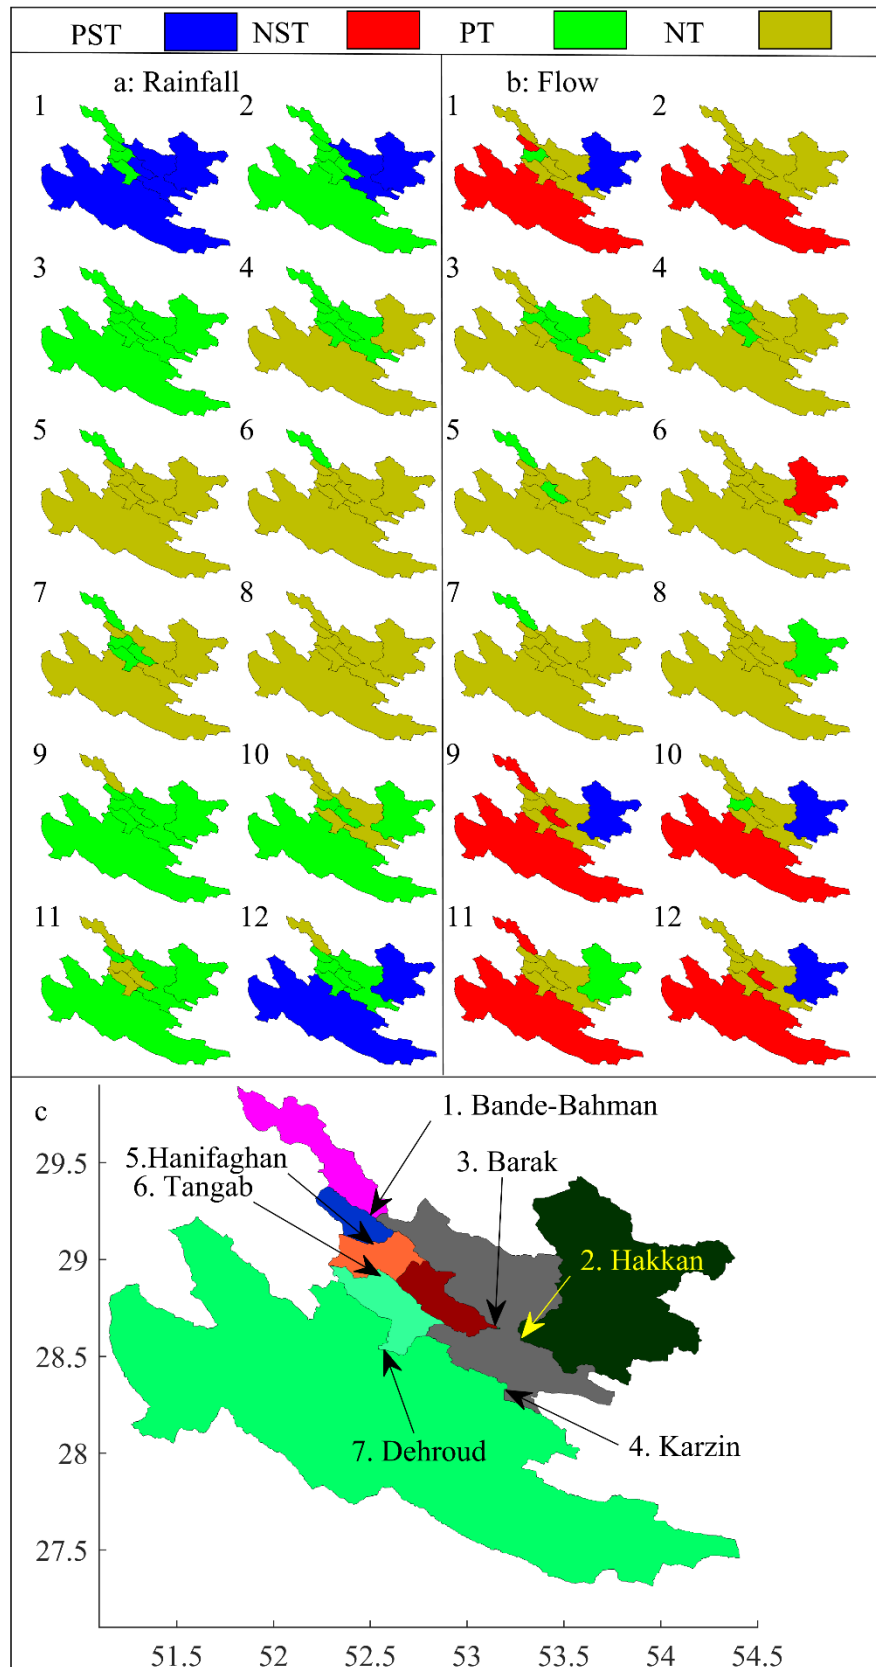 PST NST PT NT
a: Rainfall b: Flow
1 2 1 2
3 4 3 4
5 6 5 6
7 8 7 8
9 10 9 10
11 12 11 12
c
1. Bande-Bahman
5.Hanifaghan 3. Barak
6. Tangab
2. Hakkan
7. Dehroud 4. Karzin
29.5
29
28.5
28
27.5
51.5 52 52.5 53 53.5 54 54.5